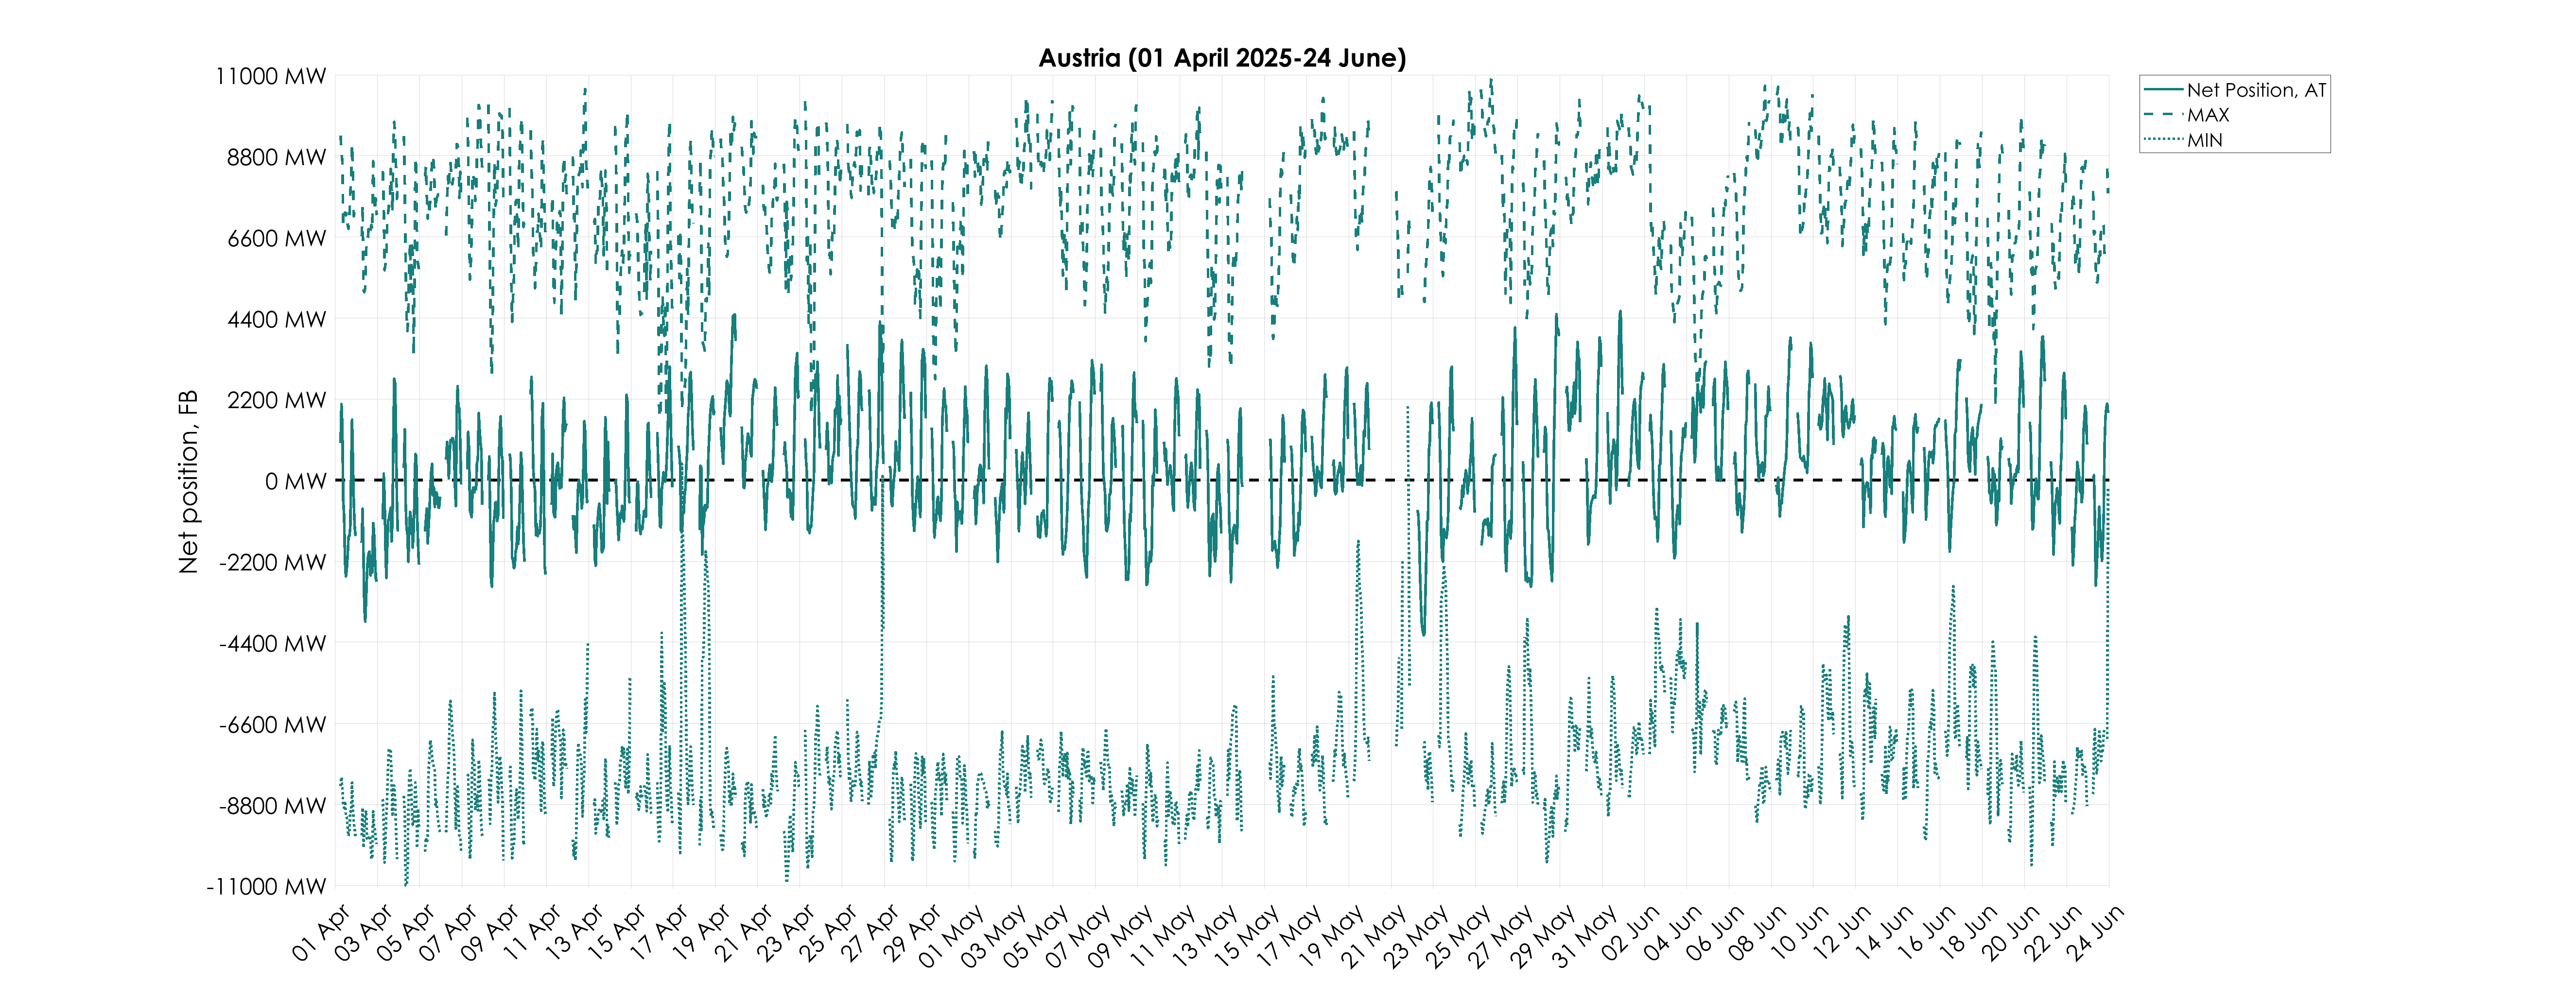 Austria (01 April 2025-24 June)
11000 MW
8800 MW
6600 MW
4400 MW
2200 MW
0 MW
-2200 MW
-4400 MW
-6600 MW
-8800 MW
-11000 MW
Net position, FB
Net Position, AT
MAX
MIN
01 Apr
03 Apr
05 Apr
07 Apr
09 Apr
11 Apr
13 Apr
15 Apr
17 Apr
19 Apr
21 Apr
23 Apr
25 Apr
27 Apr
29 Apr
01 May
03 May
05 May
07 May
09 May
11 May
13 May
15 May
17 May
19 May
21 May
23 May
25 May
27 May
29 May
31 May
02 Jun
04 Jun
06 Jun
08 Jun
10 Jun
12 Jun
14 Jun
16 Jun
18 Jun
20 Jun
22 Jun
24 Jun